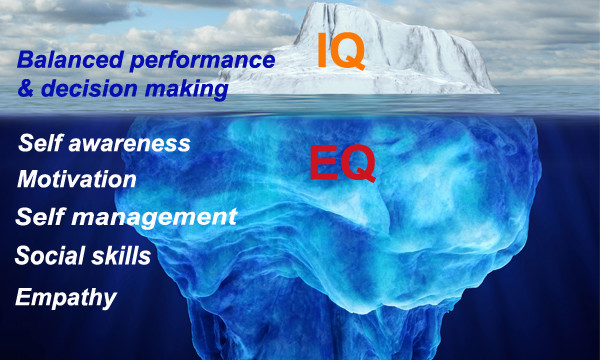 IQ
Balanced performance
& decision making
Self awareness
EQ
Motivation
Self management
Social skills
Empathy